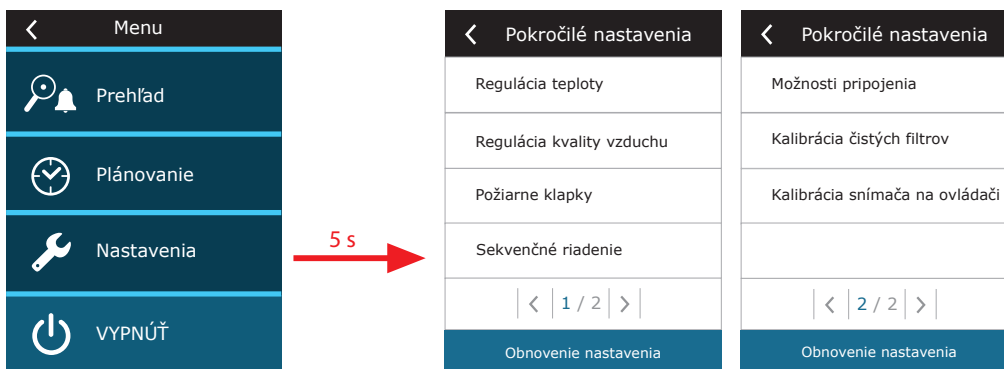 Menu
Prehľad
Plánovanie
Nastavenia
VYPNÚŤ
5 s
Pokročilé nastavenia
Regulácia teploty
Regulácia kvality vzduchu
Požiarne klapky
Sekvenčné riadenie
1 / 2
Obnovenie nastavenia
Pokročilé nastavenia
Možnosti pripojenia
Kalibrácia čistých filtrov
Kalibrácia snímača na ovládači
2 / 2
Obnovenie nastavenia